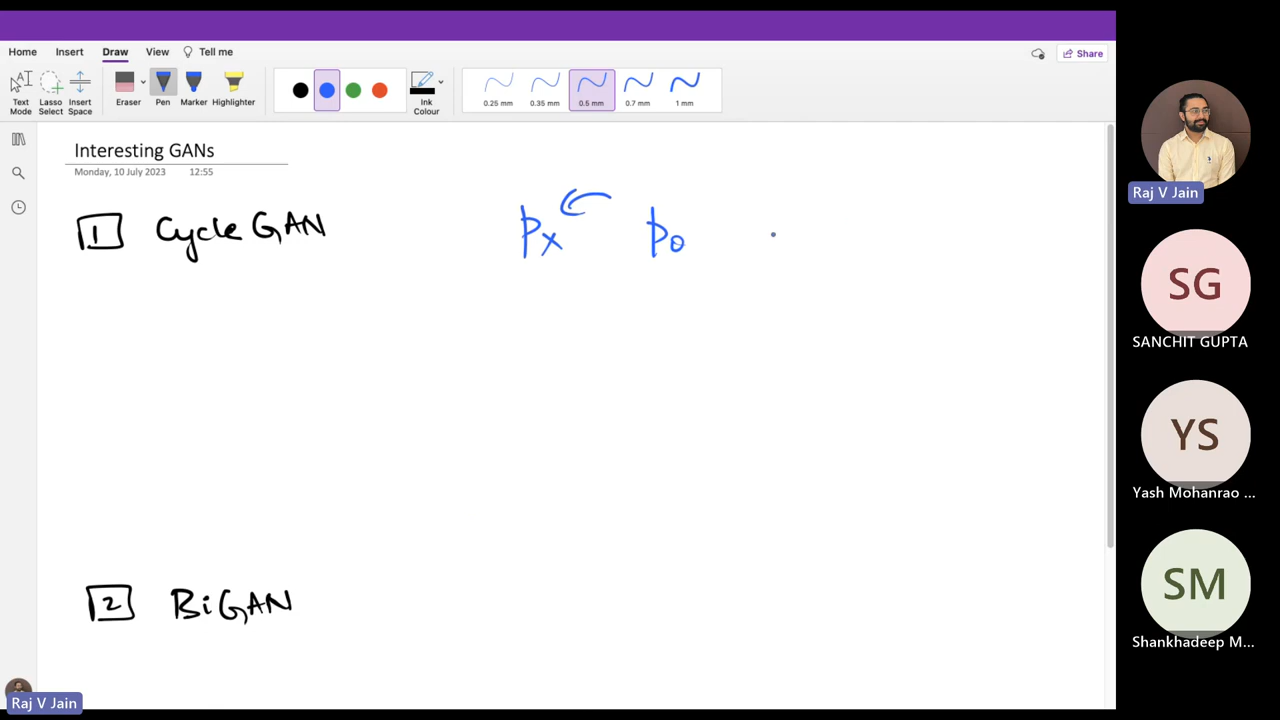 Home Insert Draw View Tell me
Share
Text Mode
Lasso Select
Insert Space
Eraser
Pen
Marker
Highlighter
Ink Colour
0.25 mm
0.35 mm
0.5 mm
0.7 mm
1 mm
Interesting GANs
Monday, 10 July 2023 12:55
1 Cycle GAN
px pθ
2 BiGAN
Raj V Jain
SG
SANCHIT GUPTA
YS
Yash Mohanrao ...
SM
Shankhadeep M...
Raj V Jain